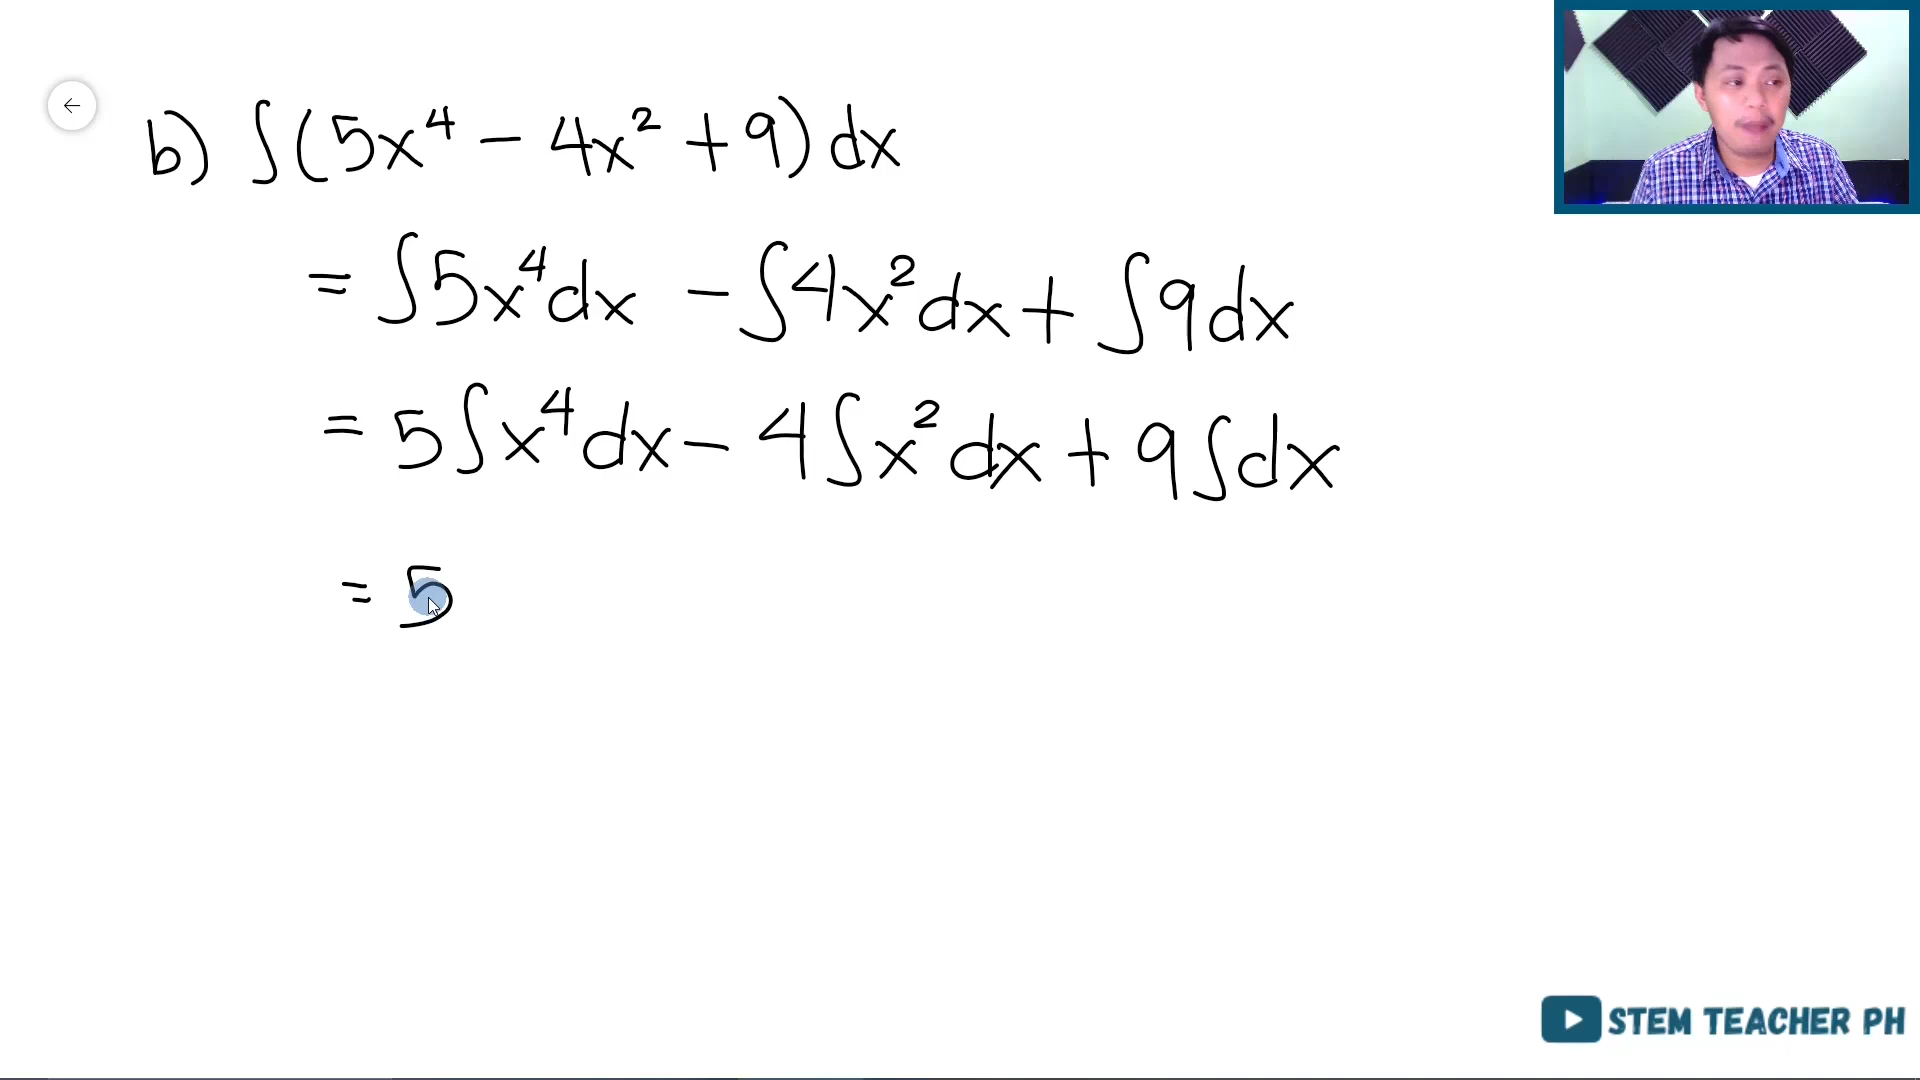 b) ∫(5x⁴ − 4x² + 9) dx
= ∫5x⁴dx − ∫4x²dx + ∫9dx
= 5∫x⁴dx − 4∫x²dx + 9∫dx
= 5
STEM TEACHER PH